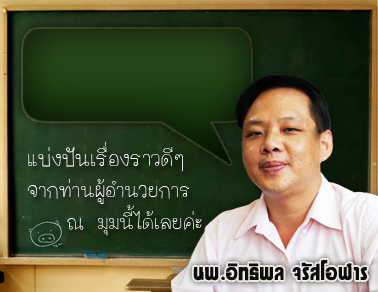 แบ่งปันเรื่องราวดีๆ
จากท่านผู้อำนวยการ
ณ มุมนี้ได้เลยค่ะ
นพ.อิทธิพล จรัสโอฬาร